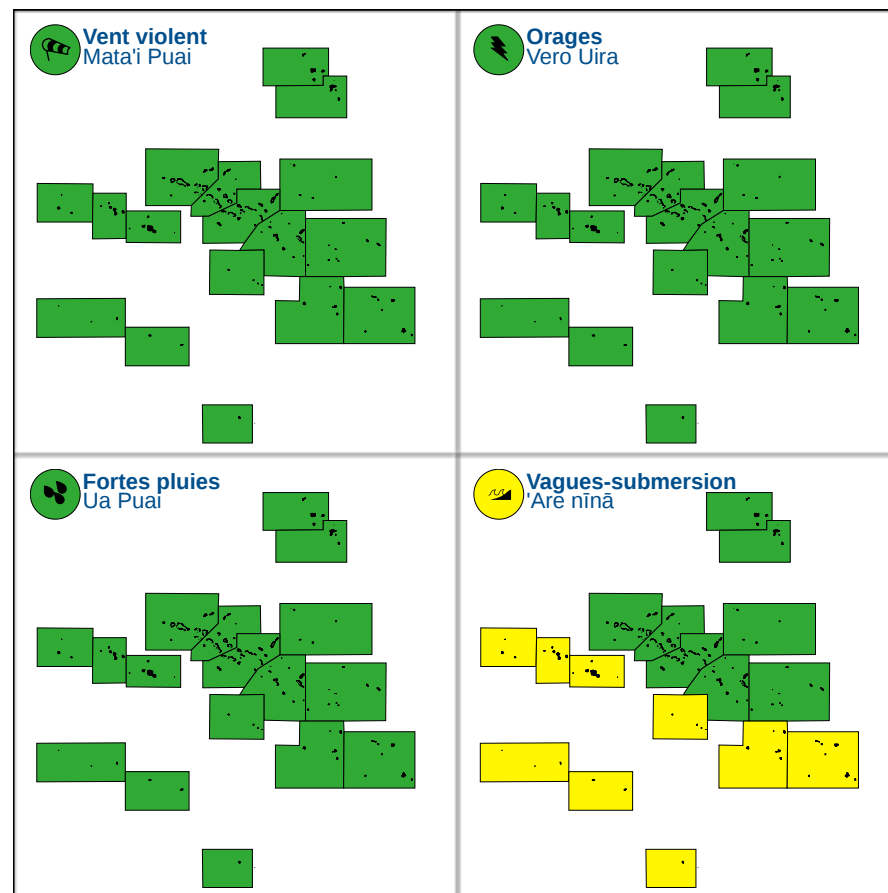 Vent violent
Mata'i Puai
Orages
Vero Uira
Fortes pluies
Ua Puai
Vagues-submersion
'Are nīnā